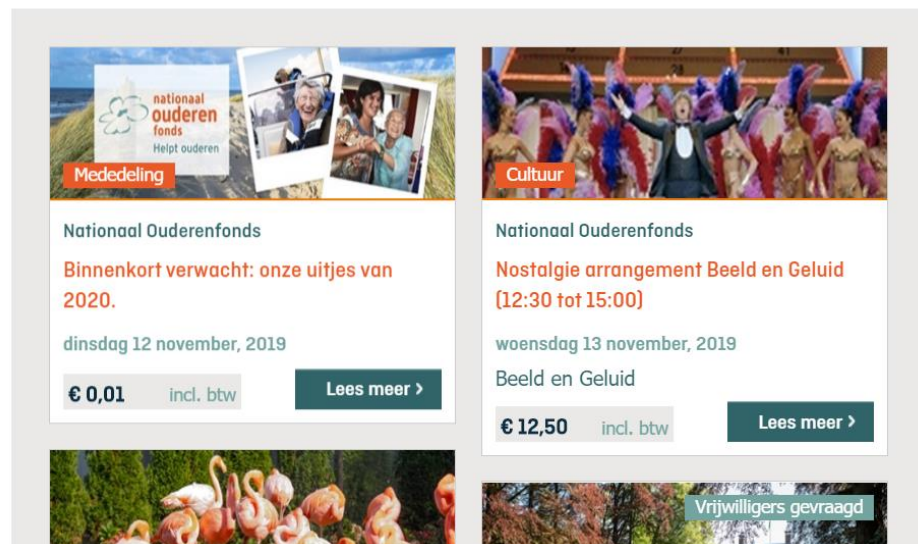 nationaal
ouderen
fonds
Helpt ouderen
Mededeling
Nationaal Ouderenfonds
Binnenkort verwacht: onze uitjes van
2020.
dinsdag 12 november, 2019
€ 0,01 incl. btw
Lees meer >
27 41
Cultuur
Nationaal Ouderenfonds
Nostalgie arrangement Beeld en Geluid
(12:30 tot 15:00)
woensdag 13 november, 2019
Beeld en Geluid
€ 12,50 incl. btw
Lees meer >
Vrijwilligers gevraagd